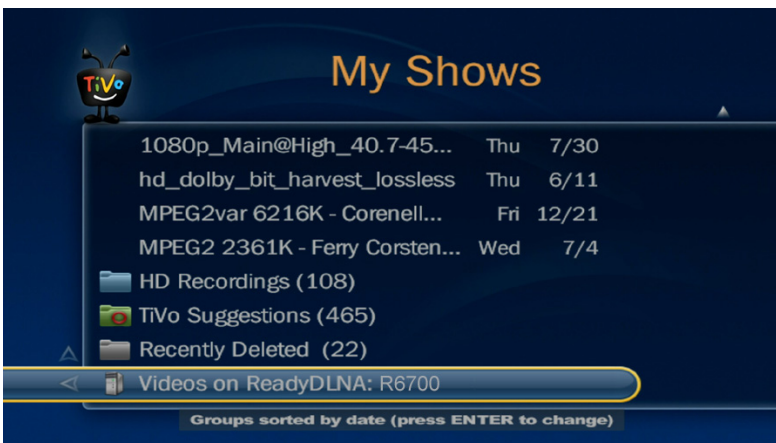 My Shows
TiVo
1080p_Main@High_40.7-45... Thu 7/30
hd_dolby_bit_harvest_lossless Thu 6/11
MPEG2var 6216K - Corenell... Fri 12/21
MPEG2 2361K - Ferry Corsten... Wed 7/4
HD Recordings (108)
TiVo Suggestions (465)
Recently Deleted (22)
Videos on ReadyDLNA: R6700
Groups sorted by date (press ENTER to change)